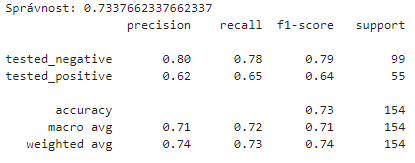 Správnost: 0.7337662337662337
precision recall f1-score support
tested_negative 0.80 0.78 0.79 99
tested_positive 0.62 0.65 0.64 55
accuracy 0.73 154
macro avg 0.71 0.72 0.71 154
weighted avg 0.74 0.73 0.74 154